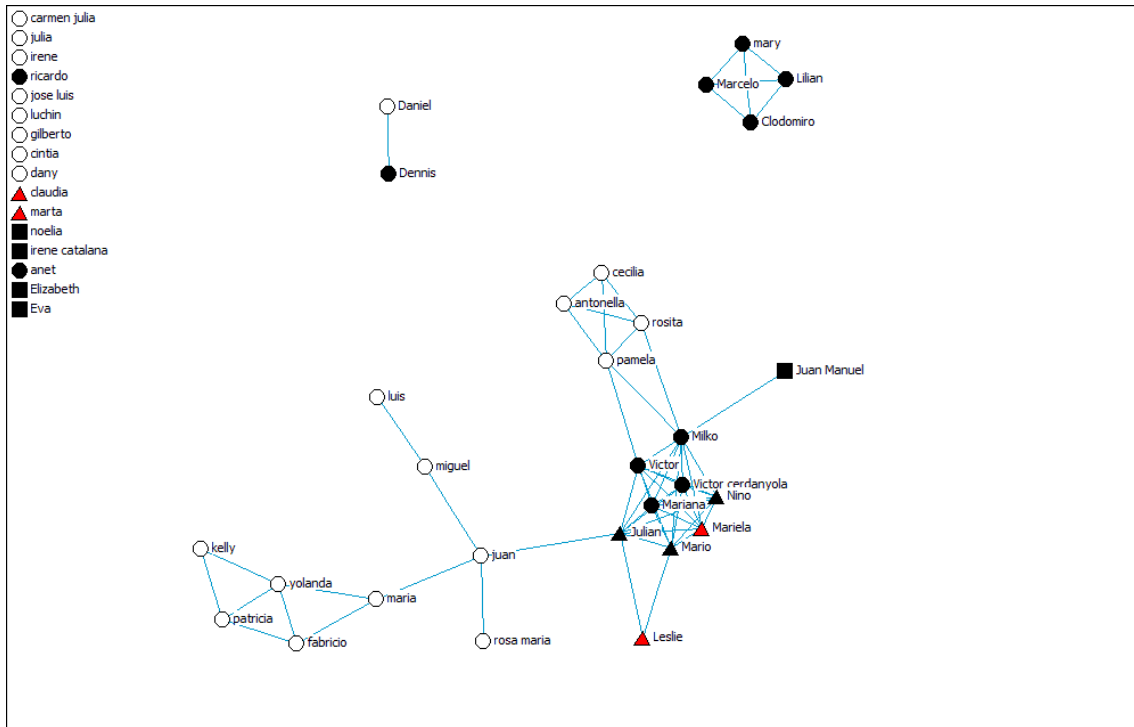 carmen julia
julia
irene
ricardo
jose luis
luchin
gilberto
cintia
dany
claudia
marta
noelia
irene catalana
anet
Elizabeth
Eva
mary
Marcelo
Lilian
Clodomiro
Daniel
Dennis
cecilia
antonella
rosita
pamela
Juan Manuel
luis
Milko
miguel
Victor
Victor cerdanyola
Nino
Mariana
Mariela
Julian
Mario
juan
kelly
yolanda
maria
patricia
fabricio
rosa maria
Leslie